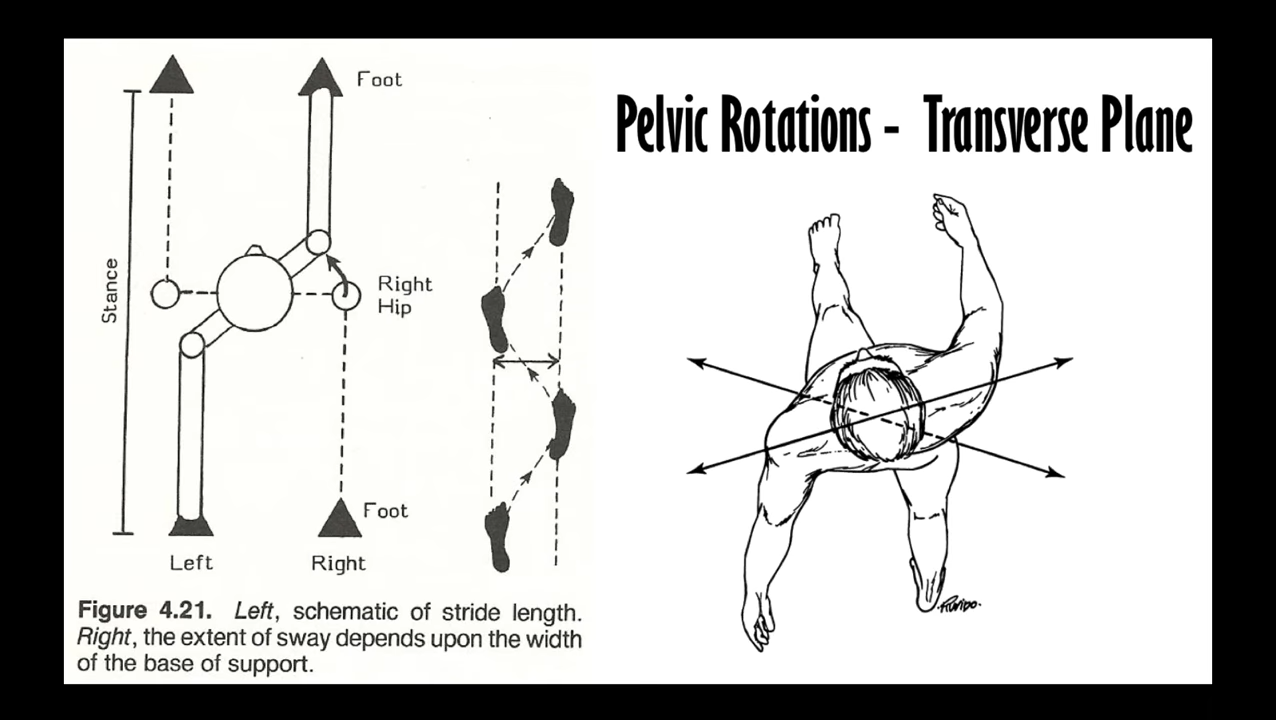 Foot
Pelvic Rotations - Transverse Plane
Stance
Right
Hip
Foot
Left
Right
Figure 4.21. Left, schematic of stride length.
Right, the extent of sway depends upon the width
of the base of support.